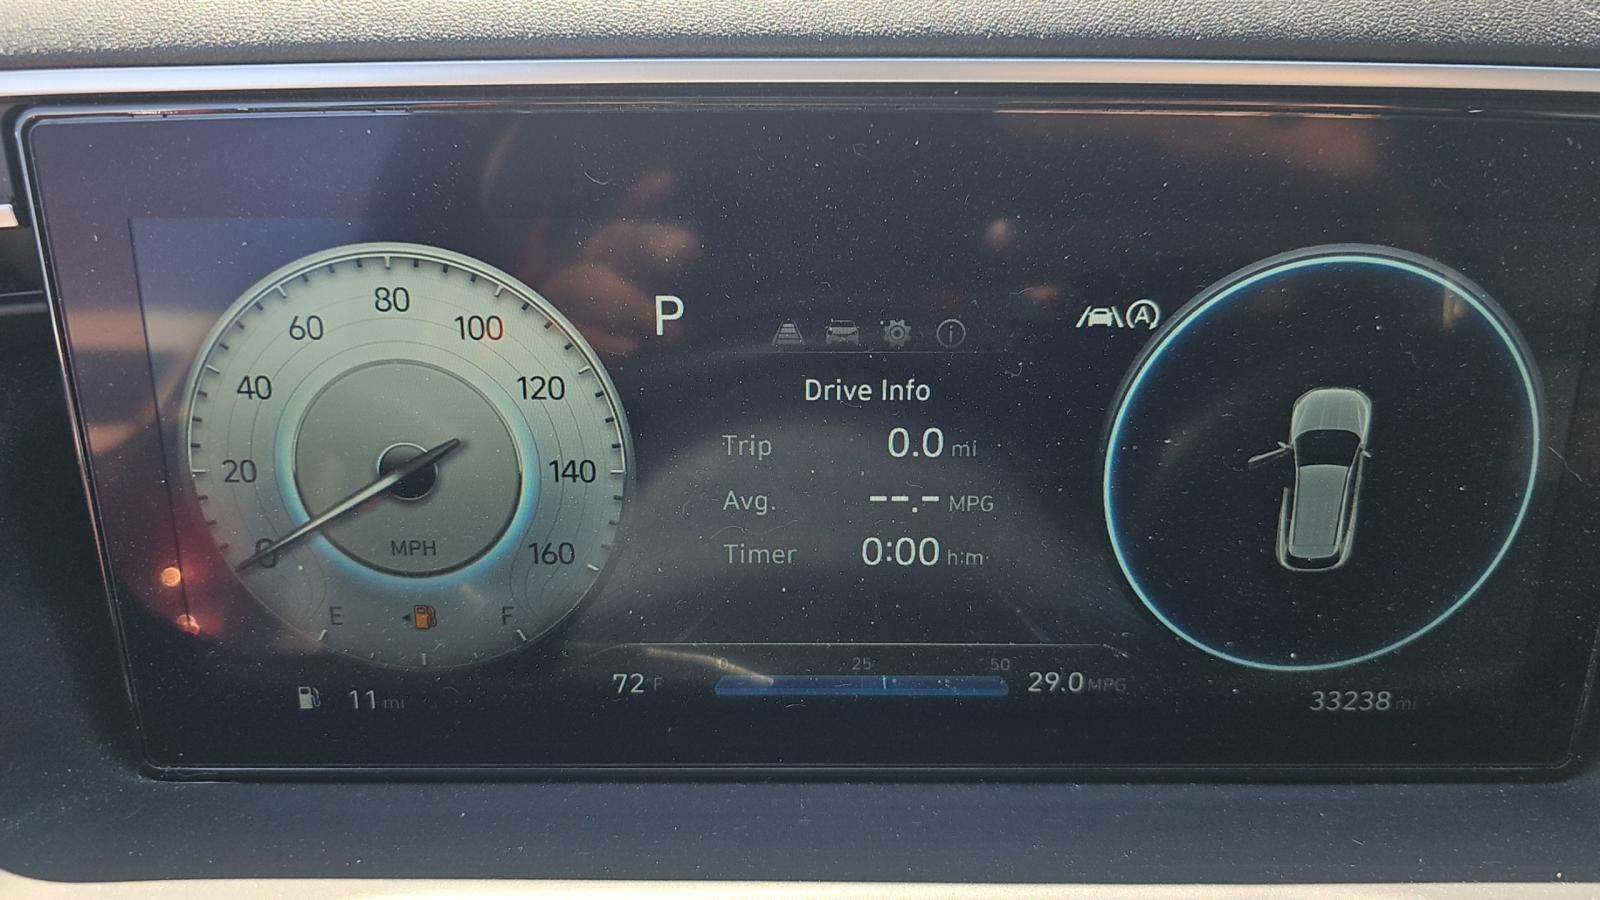 80
60 100
40 120
20 140
0 160
MPH
E F
11 mi
P
Drive Info
Trip 0.0 mi
Avg. --.- MPG
Timer 0:00 h:m
0 25 50
72°F 29.0 MPG
A
33238 mi